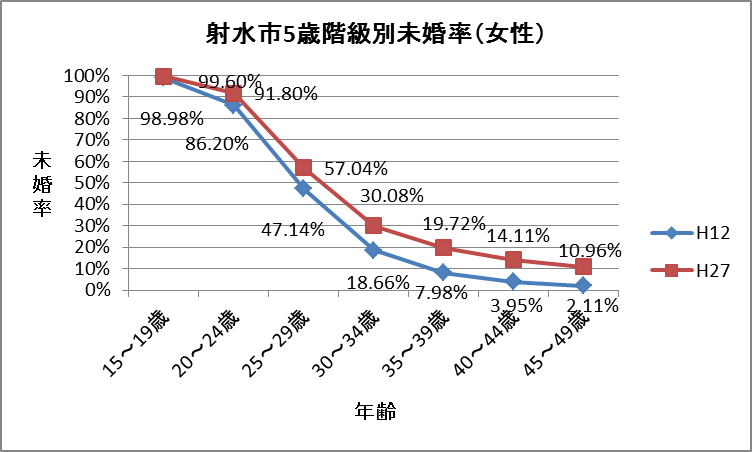 射水市5歳階級別未婚率（女性）
100%
90%
80%
70%
60%
50%
40%
30%
20%
10%
0%
未婚率
99.60%
91.80%
57.04%
30.08%
19.72%
14.11%
10.96%
98.98%
86.20%
47.14%
18.66%
7.98%
3.95%
2.11%
H12
H27
15～19歳
20～24歳
25～29歳
30～34歳
35～39歳
40～44歳
45～49歳
年齢